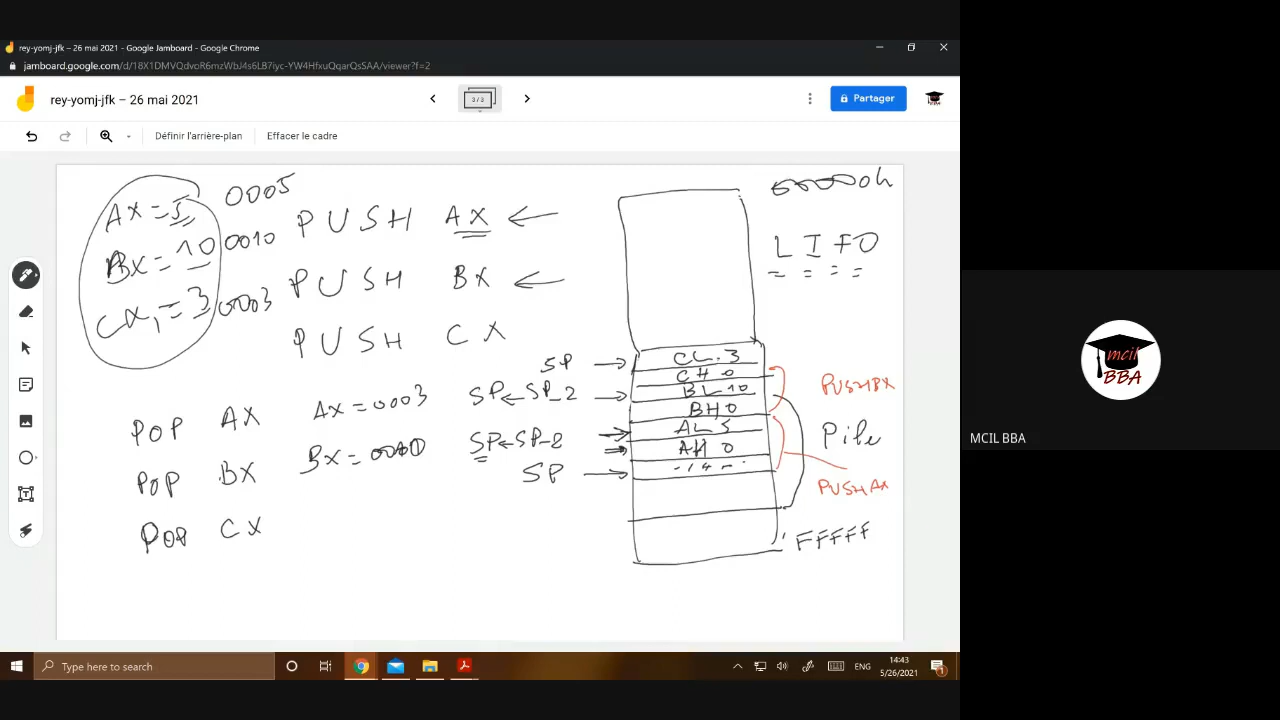 rey-yomj-jfk – 26 mai 2021 - Google Jamboard - Google Chrome
rey-yomj-jfk – 26 mai 2021
3/3
Partager
Définir l'arrière-plan
Effacer le cadre
AX = 5 0005
PUSH AX
BX = 10 0010
PUSH BX
CX = 3 0003
PUSH CX
POP AX
AX = 0003
POP BX
POP CX
SP
SP ← SP-2
SP ← SP-2
SP
CL.3
CH 0
BL 10
BH 0
AL 5
AH 0
LIFO
PUSH BX
Pile
PUSH AX
FFFFF
mcil
BBA
MCIL BBA
Type here to search
ENG
14:43
5/26/2021